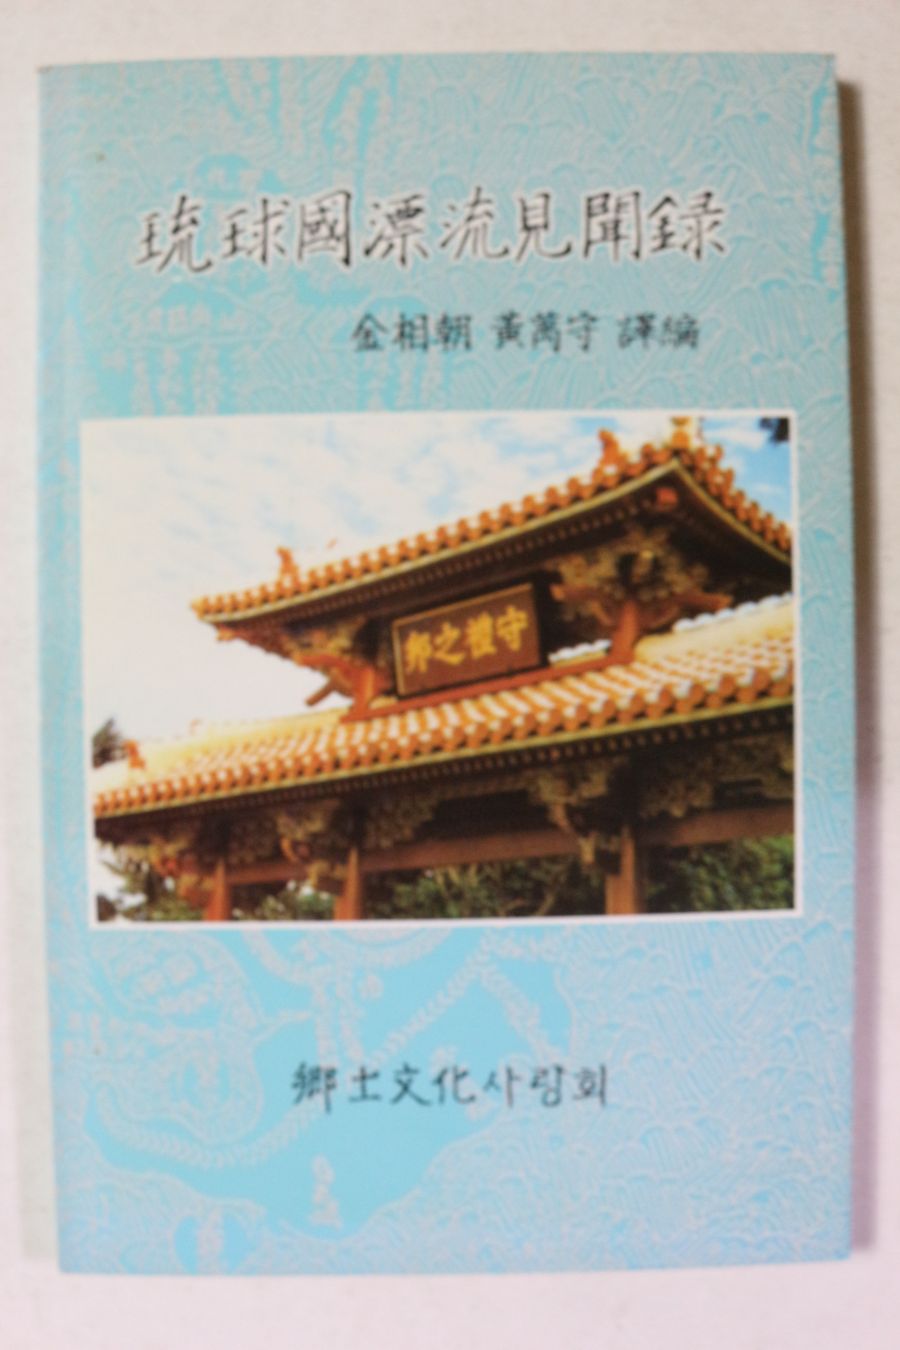 琉球國漂流見聞録
金相朝 黃萬守 譯編
守禮之邦
鄕土文化사랑회